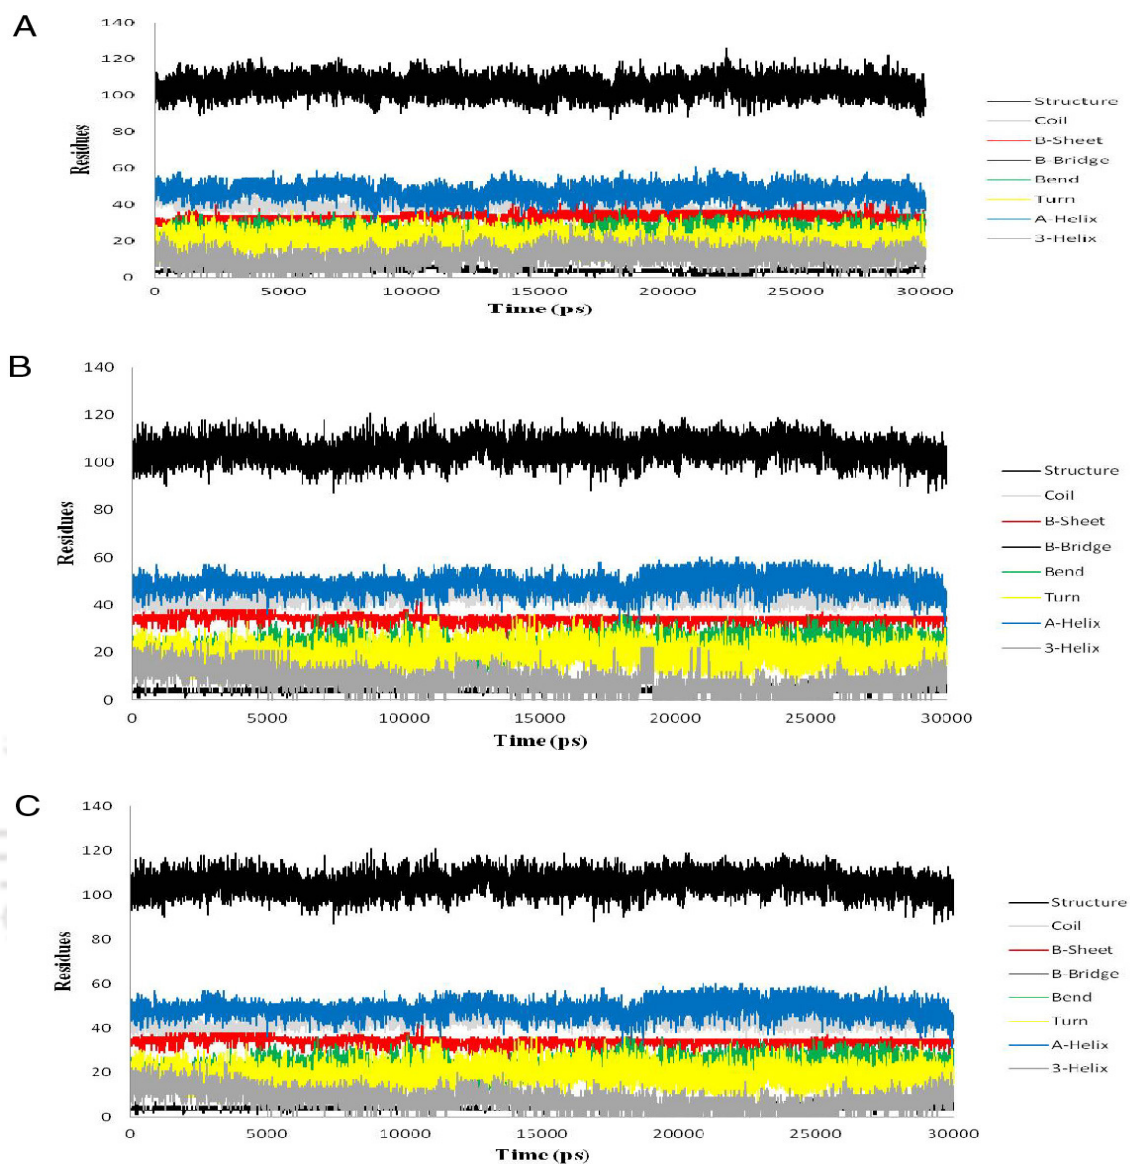 A
140
120
100
80
60
40
20
0
Residues
0 5000 10000 15000 20000 25000 30000
Time (ps)
Structure
Coil
B-Sheet
B-Bridge
Bend
Turn
A-Helix
3-Helix
B
140
120
100
80
60
40
20
0
Residues
0 5000 10000 15000 20000 25000 30000
Time (ps)
Structure
Coil
B-Sheet
B-Bridge
Bend
Turn
A-Helix
3-Helix
C
140
120
100
80
60
40
20
0
Residues
0 5000 10000 15000 20000 25000 30000
Time (ps)
Structure
Coil
B-Sheet
B-Bridge
Bend
Turn
A-Helix
3-Helix